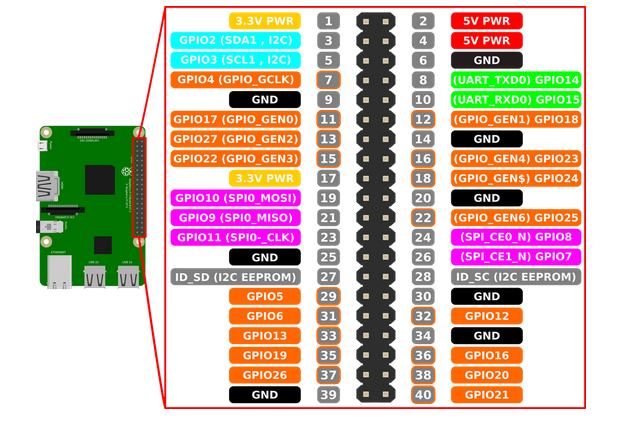 3.3V PWR 1 2 5V PWR
GPIO2 (SDA1 , I2C) 3 4 5V PWR
GPIO3 (SCL1 , I2C) 5 6 GND
GPIO4 (GPIO_GCLK) 7 8 (UART_TXD0) GPIO14
GND 9 10 (UART_RXD0) GPIO15
GPIO17 (GPIO_GEN0) 11 12 (GPIO_GEN1) GPIO18
GPIO27 (GPIO_GEN2) 13 14 GND
GPIO22 (GPIO_GEN3) 15 16 (GPIO_GEN4) GPIO23
3.3V PWR 17 18 (GPIO_GENs) GPIO24
GPIO10 (SPI0_MOSI) 19 20 GND
GPIO9 (SPI0_MISO) 21 22 (GPIO_GEN6) GPIO25
GPIO11 (SPI0-_CLK) 23 24 (SPI_CE0_N) GPIO8
GND 25 26 (SPI_CE1_N) GPIO7
ID_SD (I2C EEPROM) 27 28 ID_SC (I2C EEPROM)
GPIO5 29 30 GND
GPIO6 31 32 GPIO12
GPIO13 33 34 GND
GPIO19 35 36 GPIO16
GPIO26 37 38 GPIO20
GND 39 40 GPIO21